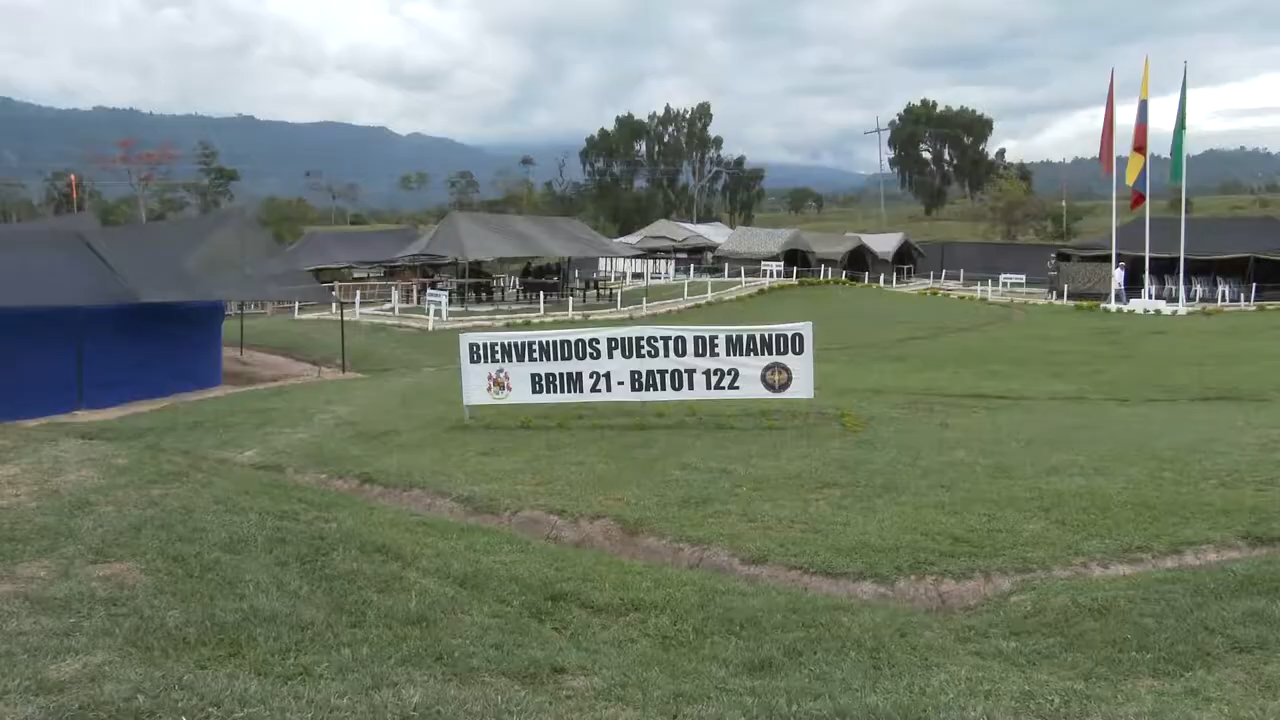 BIENVENIDOS PUESTO DE MANDO
BRIM 21 - BATOT 122